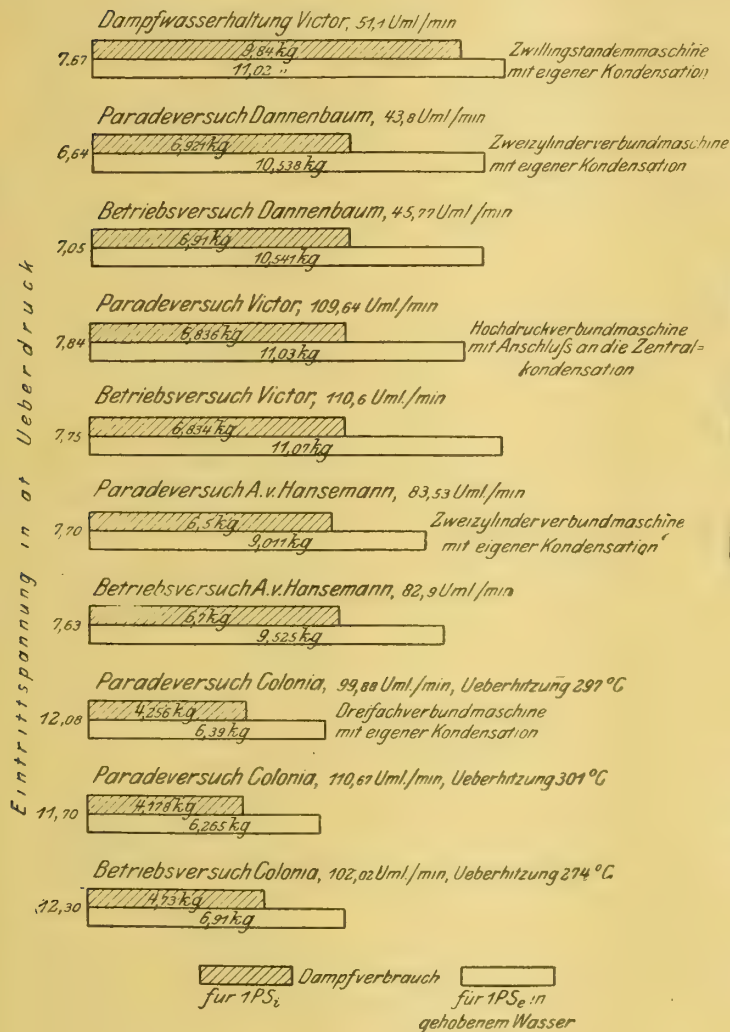 Dampfwasserhaltung Victor, 51,1 Uml/min
7.67
9,84 kg
11,02 "
Zwillingstandemmaschine
mit eigener Kondensation
Paradeversuch Dannenbaum, 43,8 Uml/min
6,64
6,921 kg
10,538 kg
Zweizylinderverbundmaschine
mit eigener Kondensation
Betriebsversuch Dannenbaum, 45,77 Uml/min
7,05
6,91 kg
10,541 kg
Paradeversuch Victor, 109,64 Uml./min
7,84
6,836 kg
11,03 kg
Hochdruckverbundmaschine
mit Anschluß an die Zentral=
kondensation
Betriebsversuch Victor, 110,6 Uml./min
7,75
6,834 kg
11,07 kg
Paradeversuch A.v.Hansemann, 83,53 Uml./min
7,70
6,5 kg
9,011 kg
Zweizylinderverbundmaschine
mit eigener Kondensation
Betriebsversuch A.v.Hansemann, 82,9 Uml/min
7,63
6,7 kg
9,525 kg
Paradeversuch Colonia, 99,88 Uml./min, Ueberhitzung 297 °C
12,08
4,256 kg
6,39 kg
Dreifachverbundmaschine
mit eigener Kondensation
Paradeversuch Colonia, 110,67 Uml./min, Ueberhitzung 301 °C
11,70
4,178 kg
6,265 kg
Betriebsversuch Colonia, 102,02 Uml./min, Ueberhitzung 274 °C
12,30
4,73 kg
6,91 kg
Eintrittspannung in at Ueberdruck
Dampfverbrauch
für 1PSi
für 1PSe in
gehobenem Wasser